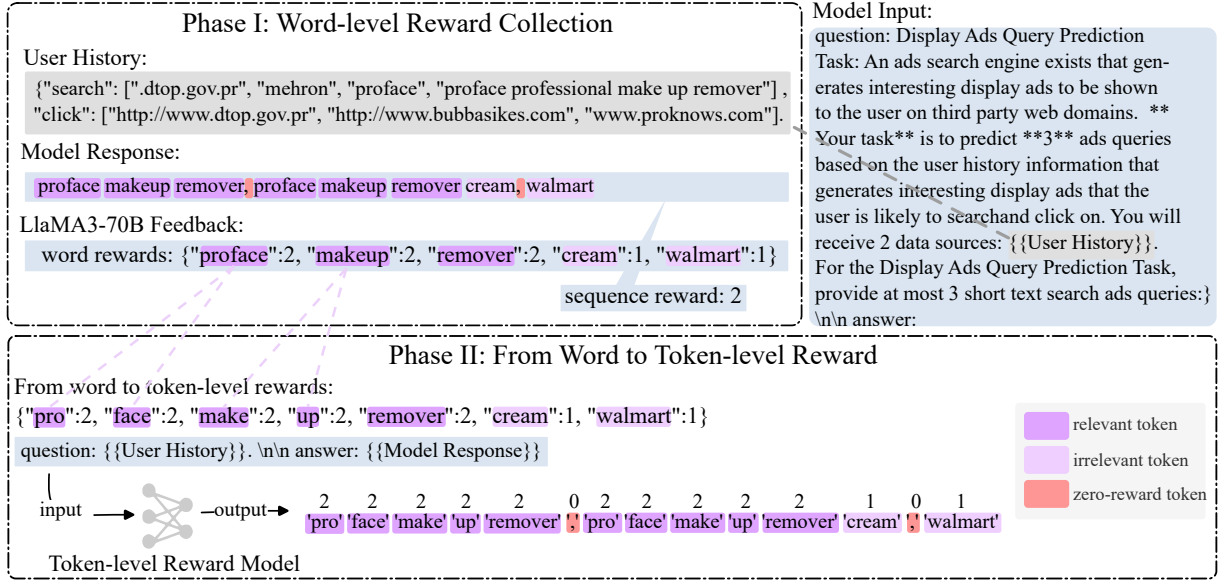 Phase I: Word-level Reward Collection
User History:
{"search": [".dtop.gov.pr", "mehron", "proface", "proface professional make up remover"] ,
"click": ["http://www.dtop.gov.pr", "http://www.bubbasikes.com", "www.proknows.com"].
Model Response:
proface makeup remover, proface makeup remover cream, walmart
LlaMA3-70B Feedback:
word rewards: {"proface":2, "makeup":2, "remover":2, "cream":1, "walmart":1}
sequence reward: 2
Model Input:
question: Display Ads Query Prediction
Task: An ads search engine exists that gen-
erates interesting display ads to be shown
to the user on third party web domains. **
Your task** is to predict **3** ads queries
based on the user history information that
generates interesting display ads that the
user is likely to searchand click on. You will
receive 2 data sources: {{User History}}.
For the Display Ads Query Prediction Task,
provide at most 3 short text search ads queries:}
\n\n answer:
Phase II: From Word to Token-level Reward
From word to token-level rewards:
{"pro":2, "face":2, "make":2, "up":2, "remover":2, "cream":1, "walmart":1}
question: {{User History}}. \n\n answer: {{Model Response}}
input
output
2 2 2 2 2 0 2 2 2 2 2 1 0 1
'pro' 'face' 'make' 'up' 'remover' ',' 'pro' 'face' 'make' 'up' 'remover' 'cream' ',' 'walmart'
Token-level Reward Model
relevant token
irrelevant token
zero-reward token